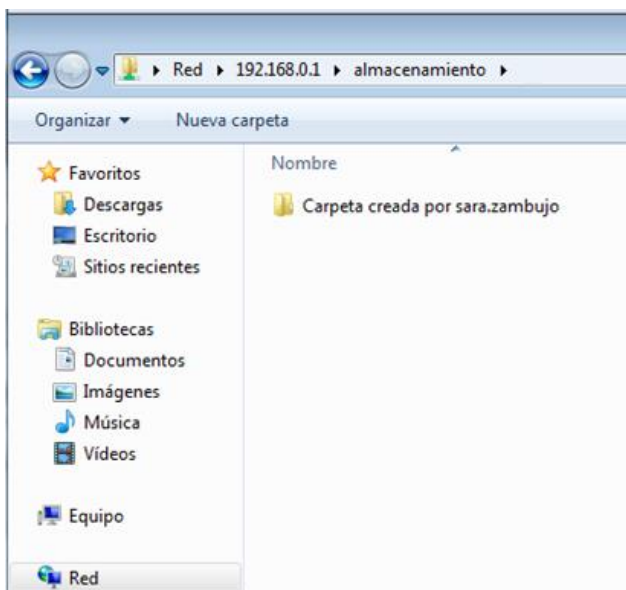 Red 192.168.0.1 almacenamiento
Organizar Nueva carpeta
Favoritos
Descargas
Escritorio
Sitios recientes
Bibliotecas
Documentos
Imágenes
Música
Vídeos
Equipo
Red
Nombre
Carpeta creada por sara.zambujo